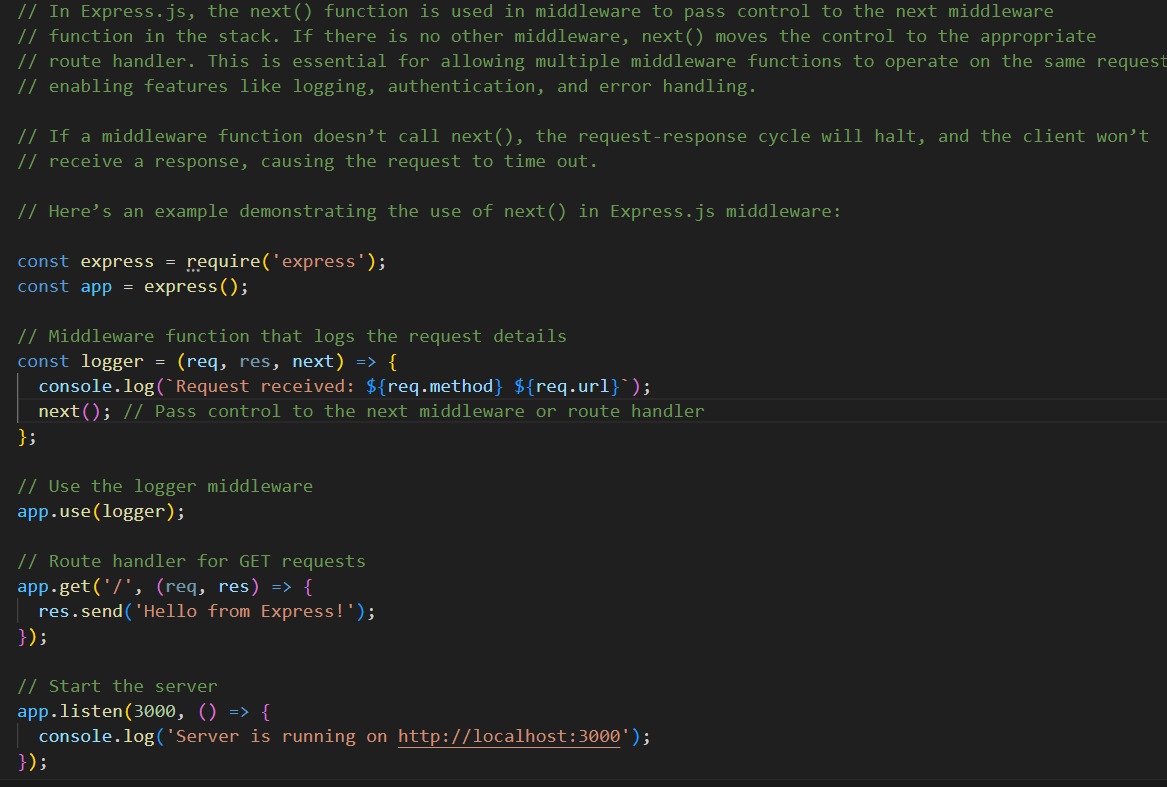 // In Express.js, the next() function is used in middleware to pass control to the next middleware
// function in the stack. If there is no other middleware, next() moves the control to the appropriate
// route handler. This is essential for allowing multiple middleware functions to operate on the same request
// enabling features like logging, authentication, and error handling.

// If a middleware function doesn’t call next(), the request-response cycle will halt, and the client won’t
// receive a response, causing the request to time out.

// Here’s an example demonstrating the use of next() in Express.js middleware:

const express = require('express');
const app = express();

// Middleware function that logs the request details
const logger = (req, res, next) => {
  console.log(`Request received: ${req.method} ${req.url}`);
  next(); // Pass control to the next middleware or route handler
};

// Use the logger middleware
app.use(logger);

// Route handler for GET requests
app.get('/', (req, res) => {
  res.send('Hello from Express!');
});

// Start the server
app.listen(3000, () => {
  console.log('Server is running on http://localhost:3000');
});